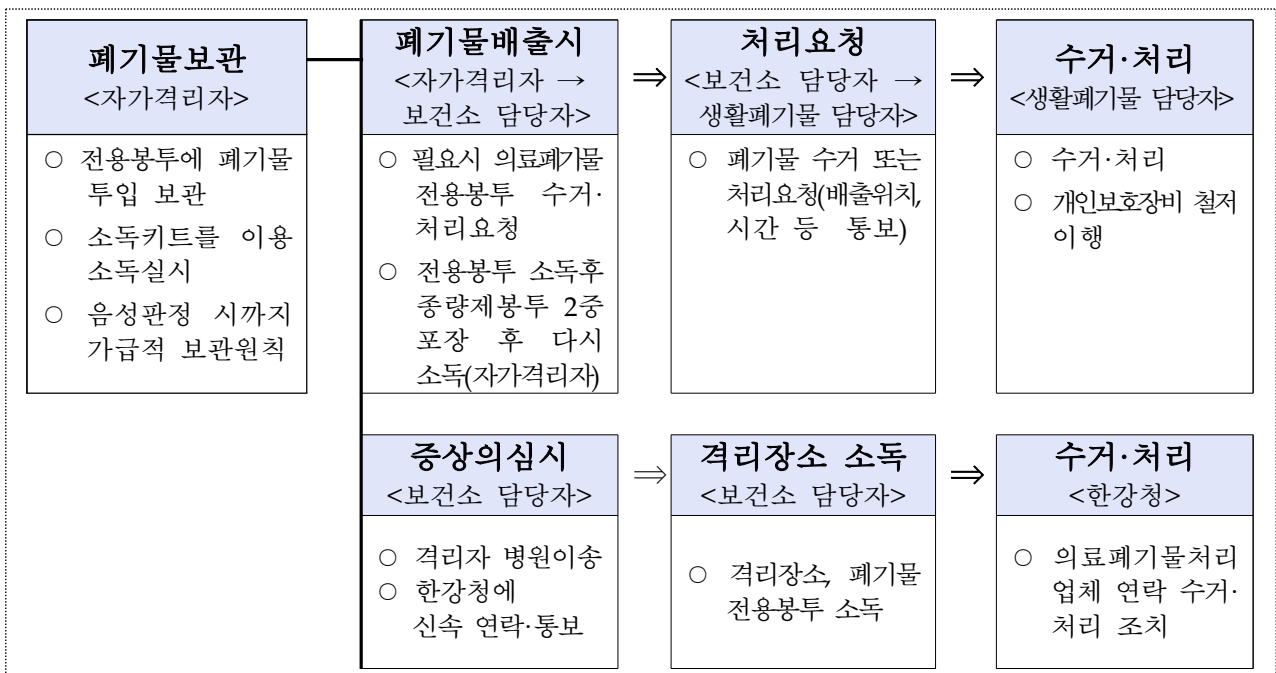 폐기물보관
<자가격리자>
○ 전용봉투에 폐기물
투입 보관
○ 소독키트를 이용
소독실시
○ 음성판정 시까지
가급적 보관원칙
폐기물배출시
<자가격리자 →
보건소 담당자>
○ 필요시 의료폐기물
전용봉투 수거·
처리요청
○ 전용봉투 소독후
종량제봉투 2중
포장 후 다시
소독(자가격리자)
⇒
처리요청
<보건소 담당자 →
생활폐기물 담당자>
○ 폐기물 수거 또는
처리요청(배출위치,
시간 등 통보)
⇒
수거·처리
<생활폐기물 담당자>
○ 수거·처리
○ 개인보호장비 철저
이행
증상의심시
<보건소 담당자>
○ 격리자 병원이송
○ 한강청에
신속 연락·통보
⇒
격리장소 소독
<보건소 담당자>
○ 격리장소, 폐기물
전용봉투 소독
⇒
수거·처리
<한강청>
○ 의료폐기물처리
업체 연락 수거·
처리 조치